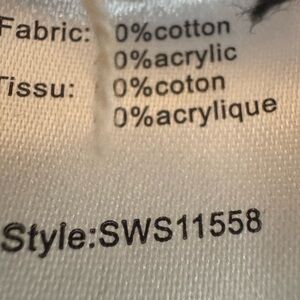 Fabric: 0%cotton
0%acrylic
Tissu: 0%coton
0%acrylique
Style:SWS11558